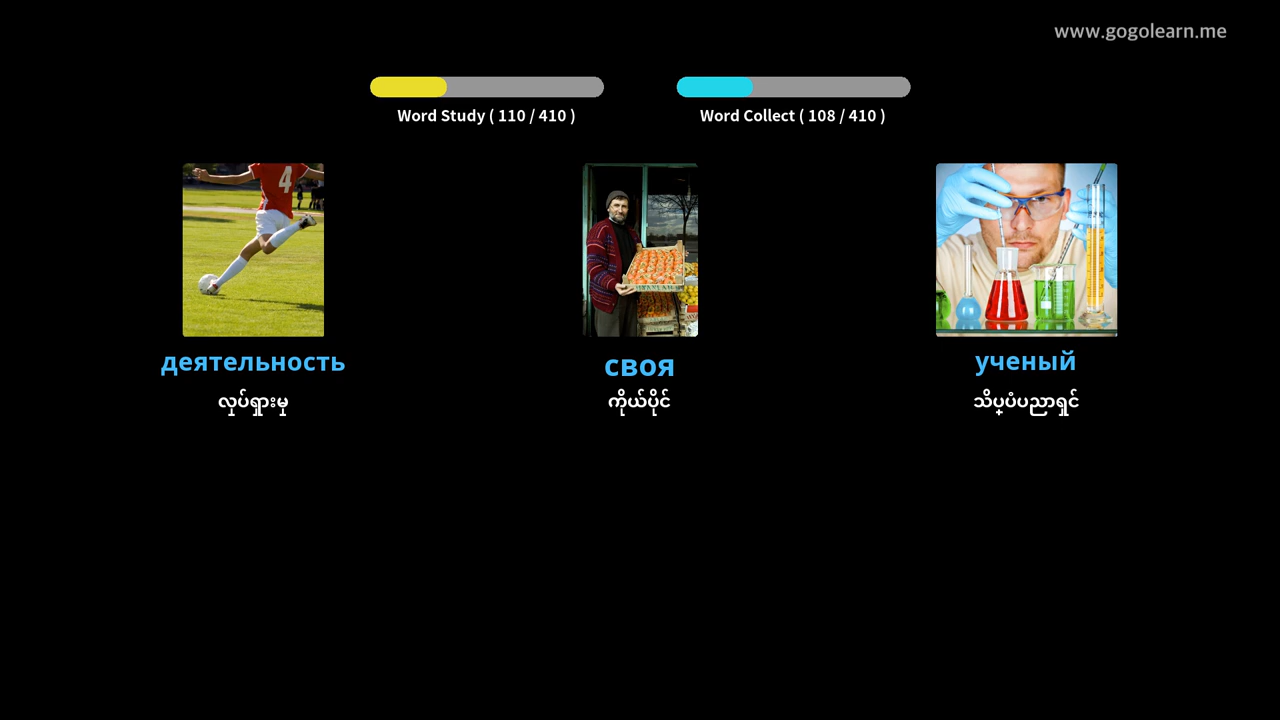 www.gogolearn.me
Word Study ( 110 / 410 )
Word Collect ( 108 / 410 )
4
деятельность
своя
ученый
လှုပ်ရှားမှု
ကိုယ်ပိုင်
သိပ္ပံပညာရှင်